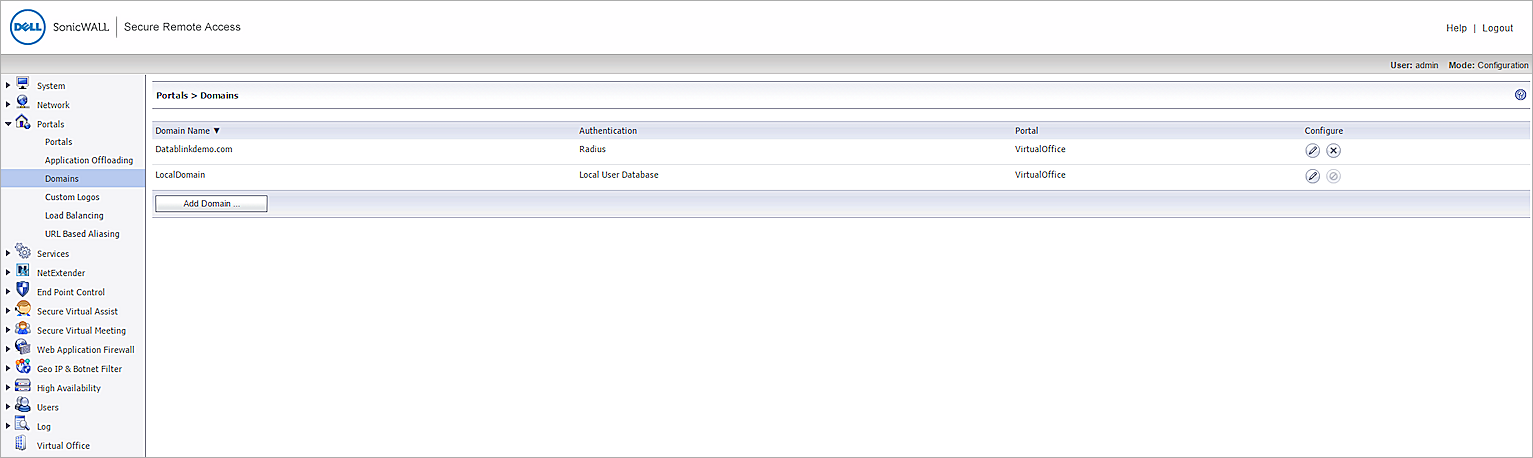 DELL SonicWALL | Secure Remote Access
Help | Logout
User: admin Mode: Configuration
System
Network
Portals
Portals
Application Offloading
Domains
Custom Logos
Load Balancing
URL Based Aliasing
Services
NetExtender
End Point Control
Secure Virtual Assist
Secure Virtual Meeting
Web Application Firewall
Geo IP & Botnet Filter
High Availability
Users
Log
Virtual Office
Portals > Domains
Domain Name ▼ Authentication Portal Configure
Datablinkdemo.com Radius VirtualOffice
LocalDomain Local User Database VirtualOffice
Add Domain ...